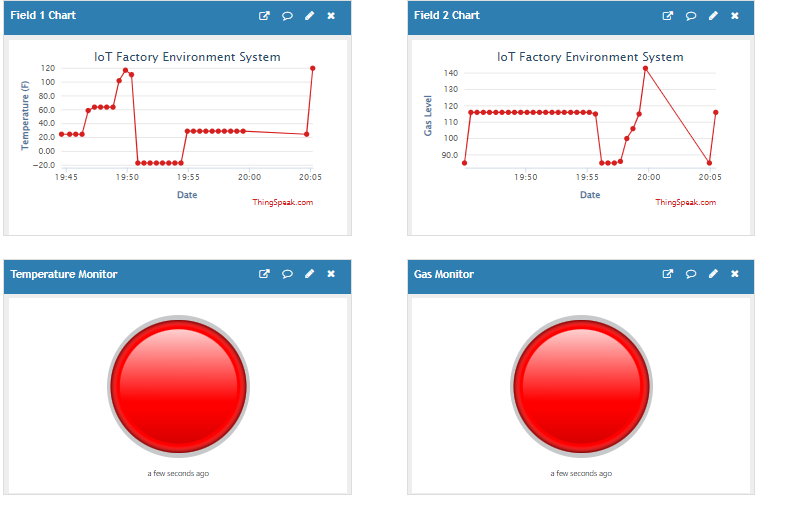 Field 1 Chart
IoT Factory Environment System
Temperature (F)
120
100
80.0
60.0
40.0
20.0
0.00
−20.0
19:45 19:50 19:55 20:00 20:05
Date
ThingSpeak.com
Field 2 Chart
IoT Factory Environment System
Gas Level
140
130
120
110
100
90.0
19:50 19:55 20:00 20:05
Date
ThingSpeak.com
Temperature Monitor
a few seconds ago
Gas Monitor
a few seconds ago